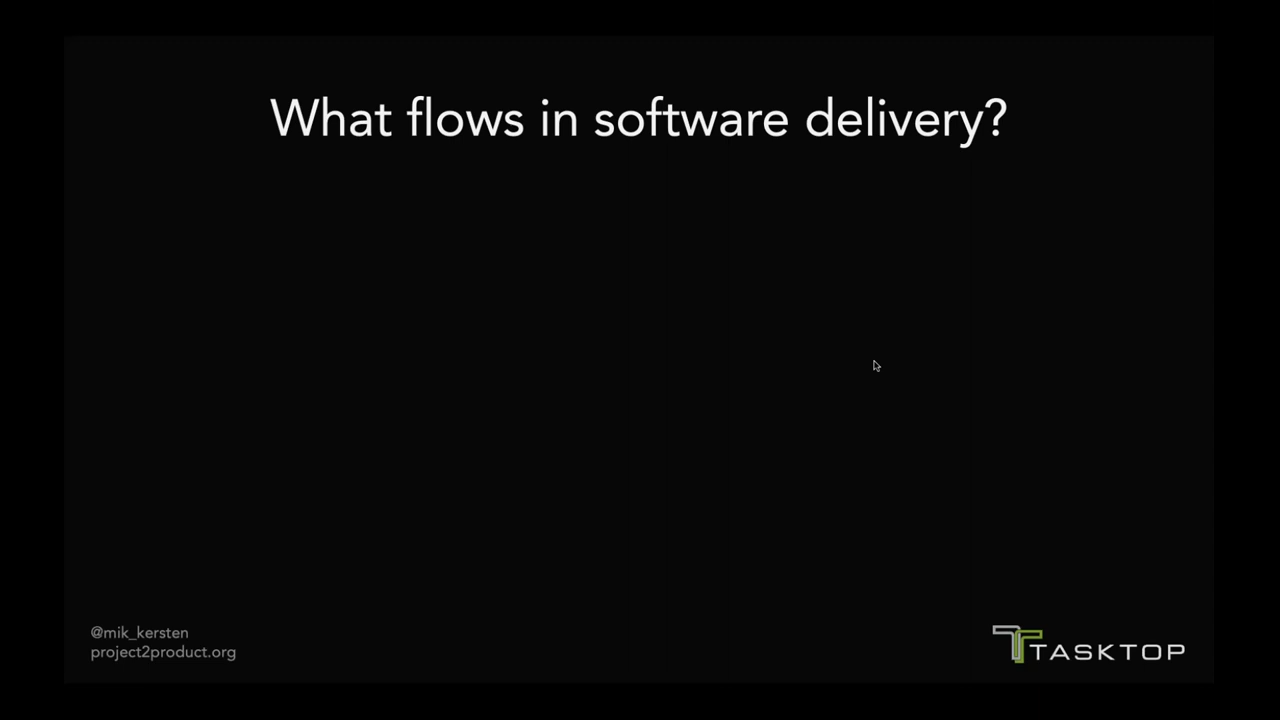 What flows in software delivery?
@mik_kersten
project2product.org
TASKTOP